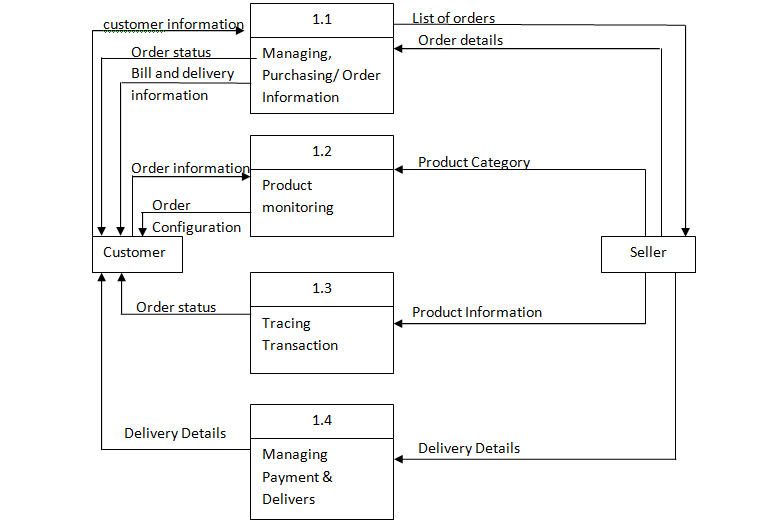 customer information
1.1
List of orders
Order status
Managing,
Purchasing/ Order
Information
Order details
Bill and delivery
information
1.2
Order information
Product
monitoring
Product Category
Order
Configuration
Customer
Seller
1.3
Order status
Tracing
Transaction
Product Information
1.4
Delivery Details
Managing
Payment &
Delivers
Delivery Details